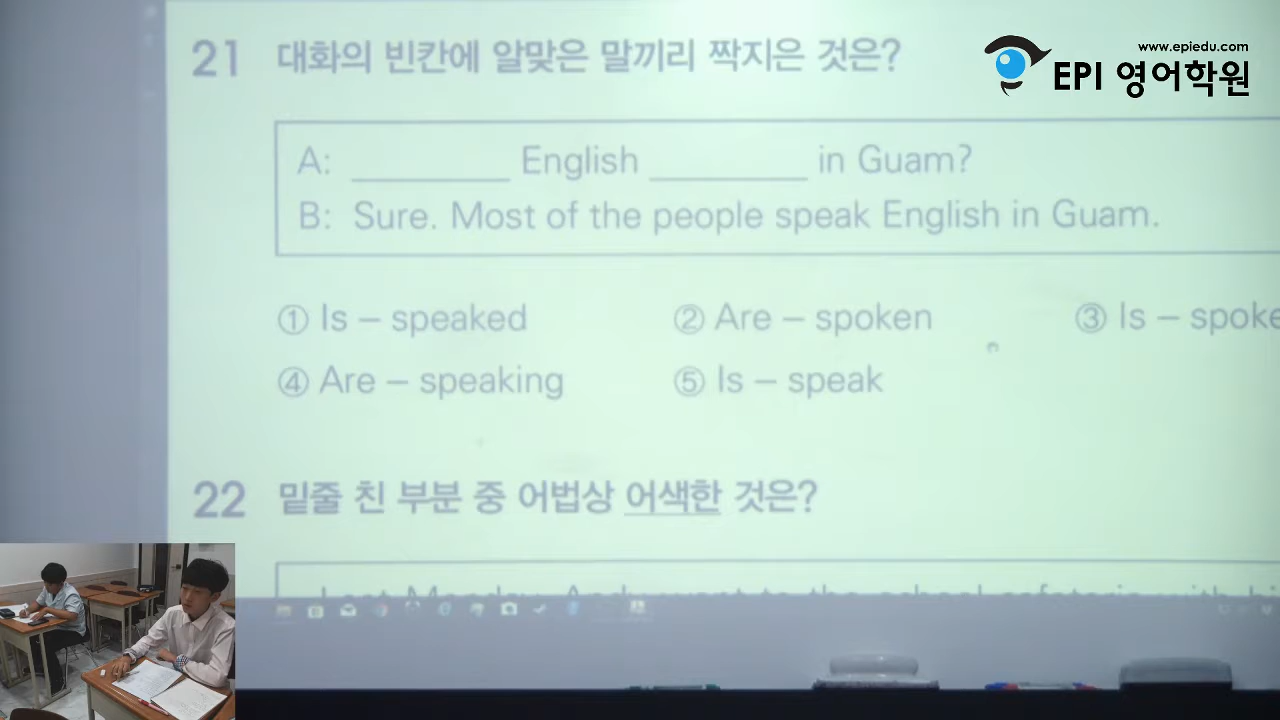 www.epiedu.com
EPI 영어학원
21 대화의 빈칸에 알맞은 말끼리 짝지은 것은?
A: ________ English ________ in Guam?
B: Sure. Most of the people speak English in Guam.
① Is – speaked ② Are – spoken ③ Is –
④ Are – speaking ⑤ Is – speak
22 밑줄 친 부분 중 어법상 어색한 것은?